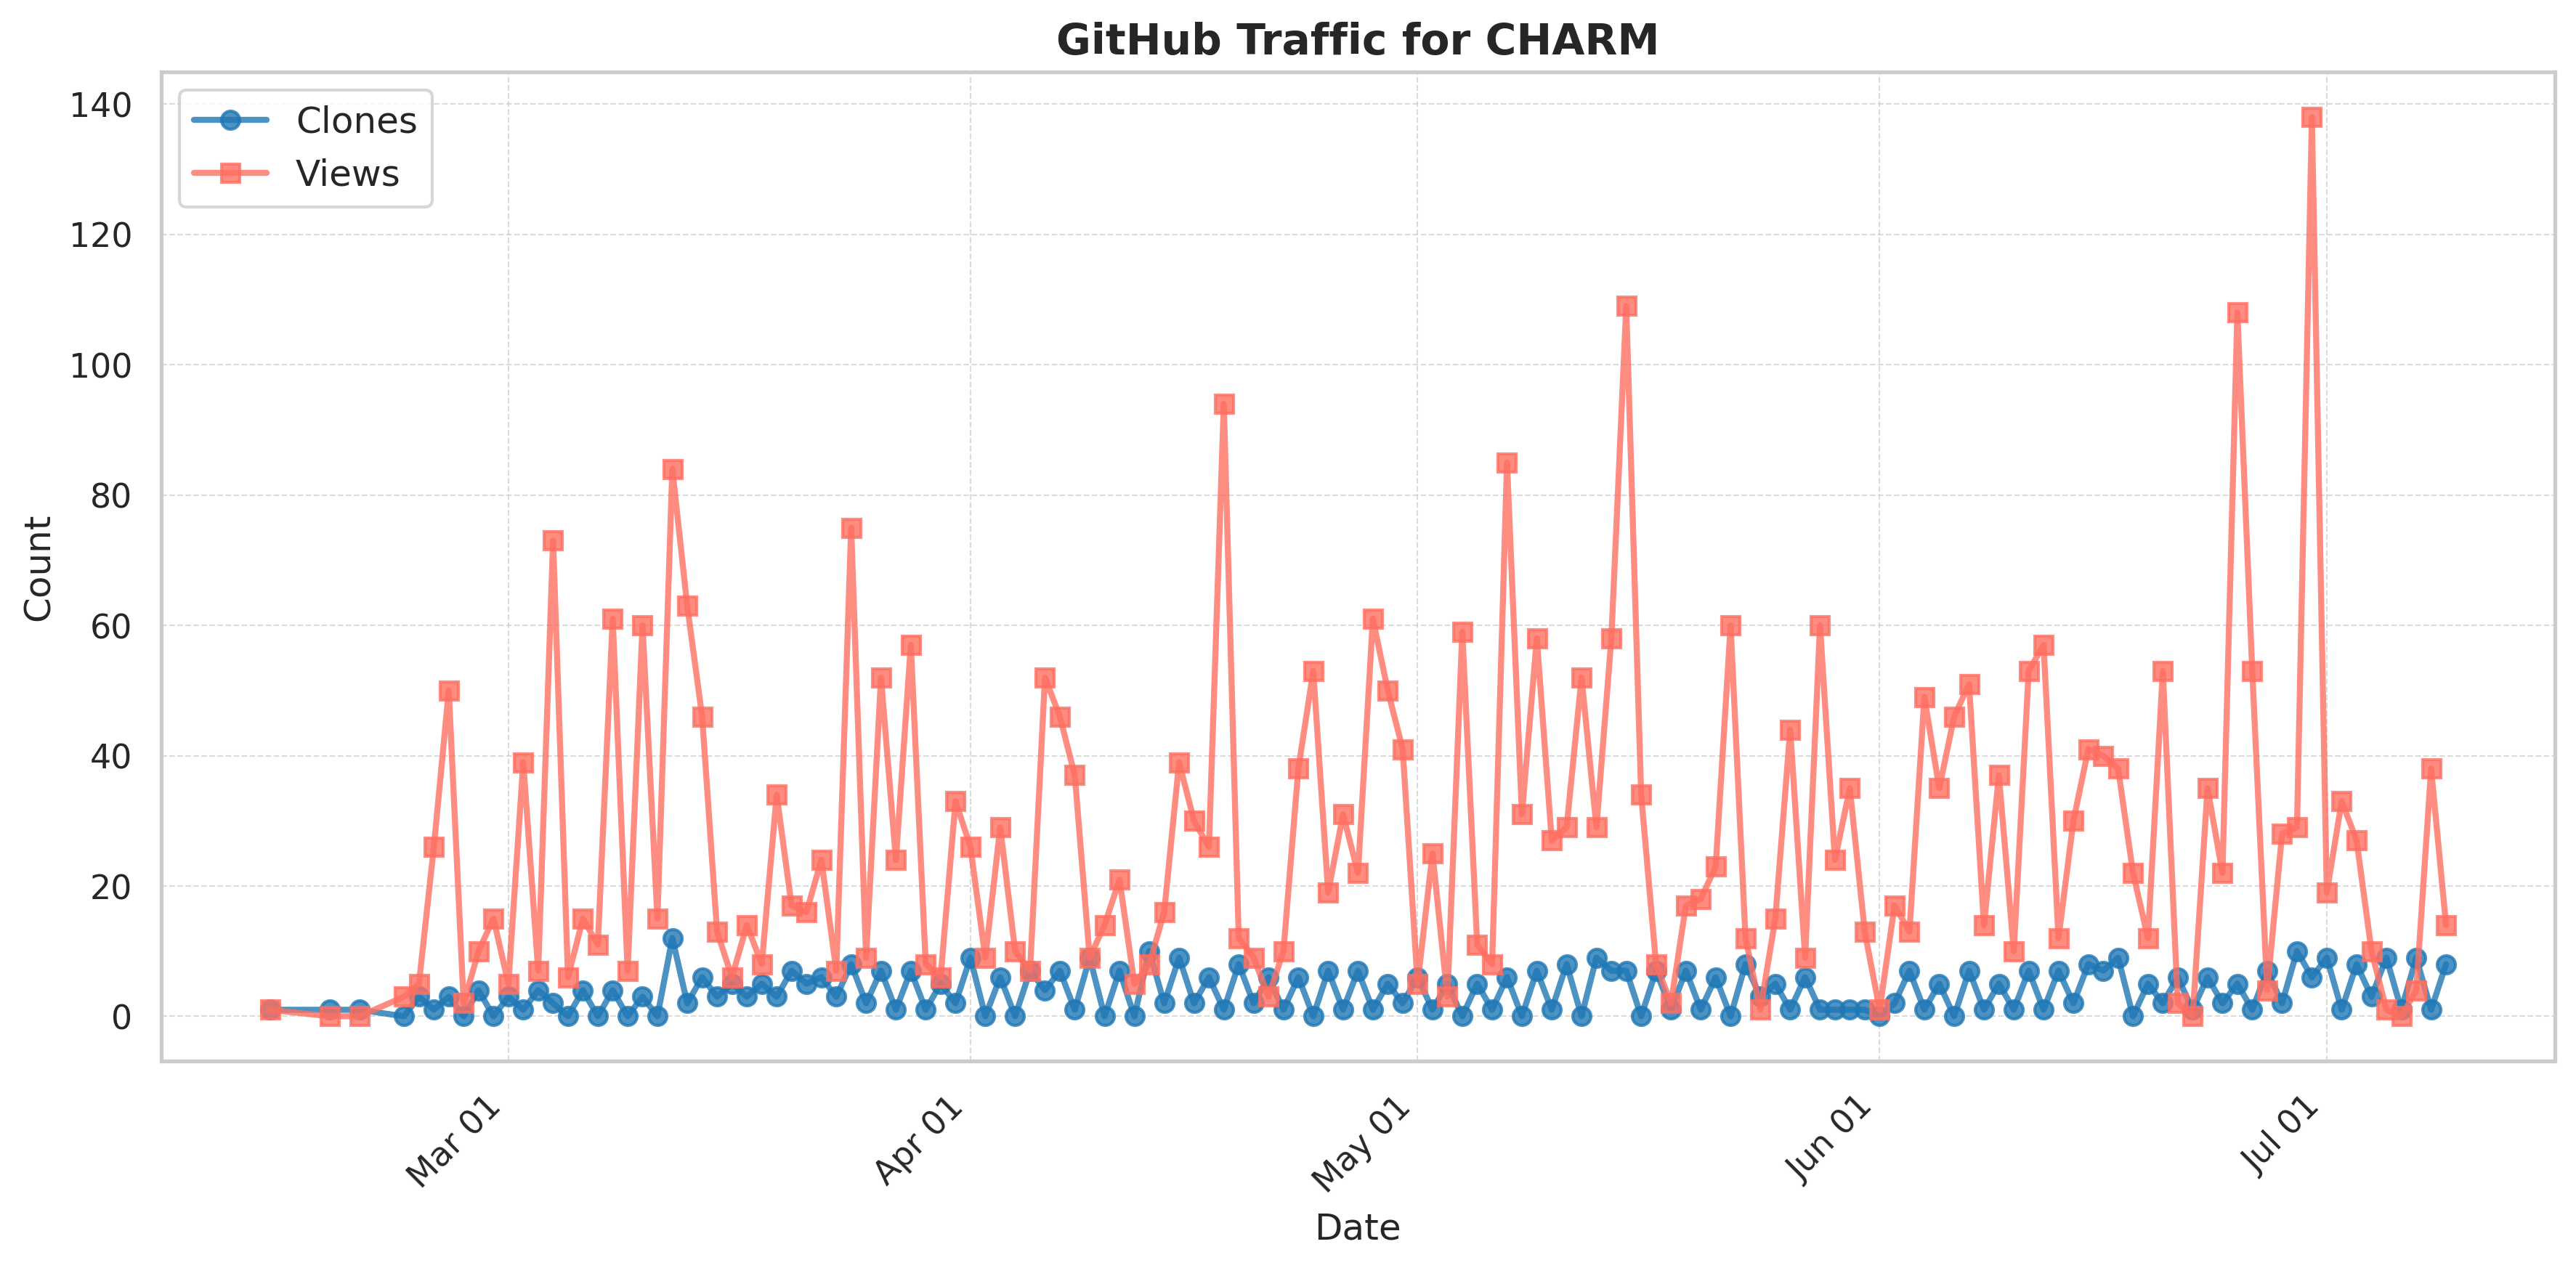 GitHub Traffic for CHARM
Clones
Views
140
120
100
80
60
40
20
0
Count
Mar 01
Apr 01
May 01
Jun 01
Jul 01
Date